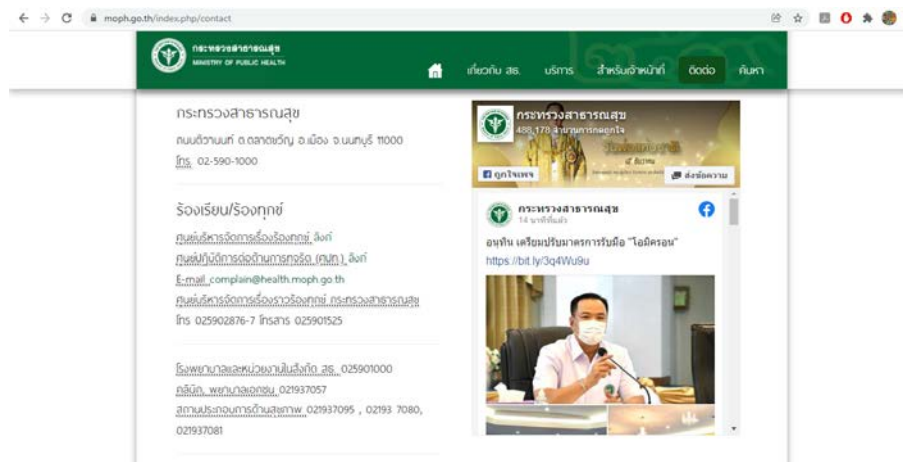 moph.go.th/index.php/contact
กระทรวงสาธารณสุข
MINISTRY OF PUBLIC HEALTH
เกี่ยวกับ สธ. บริการ สำหรับเจ้าหน้าที่ ติดต่อ ค้นหา
กระทรวงสาธารณสุข
ถนนติวานนท์ ต.ตลาดขวัญ อ.เมือง จ.นนทบุรี 11000
โทร. 02-590-1000
ร้องเรียน/ร้องทุกข์
ศูนย์บริหารจัดการเรื่องร้องทุกข์ ลิงก์
ศูนย์ปฏิบัติการต่อต้านการทุจริต (ศปท.) ลิงก์
E-mail complain@health.moph.go.th
ศูนย์บริหารจัดการเรื่องราวร้องทุกข์ กระทรวงสาธารณสุข
โทร 025902876-7 โทรสาร 025901525
โรงพยาบาลและหน่วยงานในสังกัด สธ. 025901000
คลินิก, พยาบาลเอกชน 021937057
สถานประกอบการด้านสุขภาพ 021937095 , 02193 7080,
021937081
กระทรวงสาธารณสุข
488,178 จำนวนการกดถูกใจ
ถูกใจเพจ
ส่งข้อความ
กระทรวงสาธารณสุข
14 นาทีที่แล้ว
อนุทิน เตรียมปรับมาตรการรับมือ "โอมิครอน"
https://bit.ly/3q4Wu9u